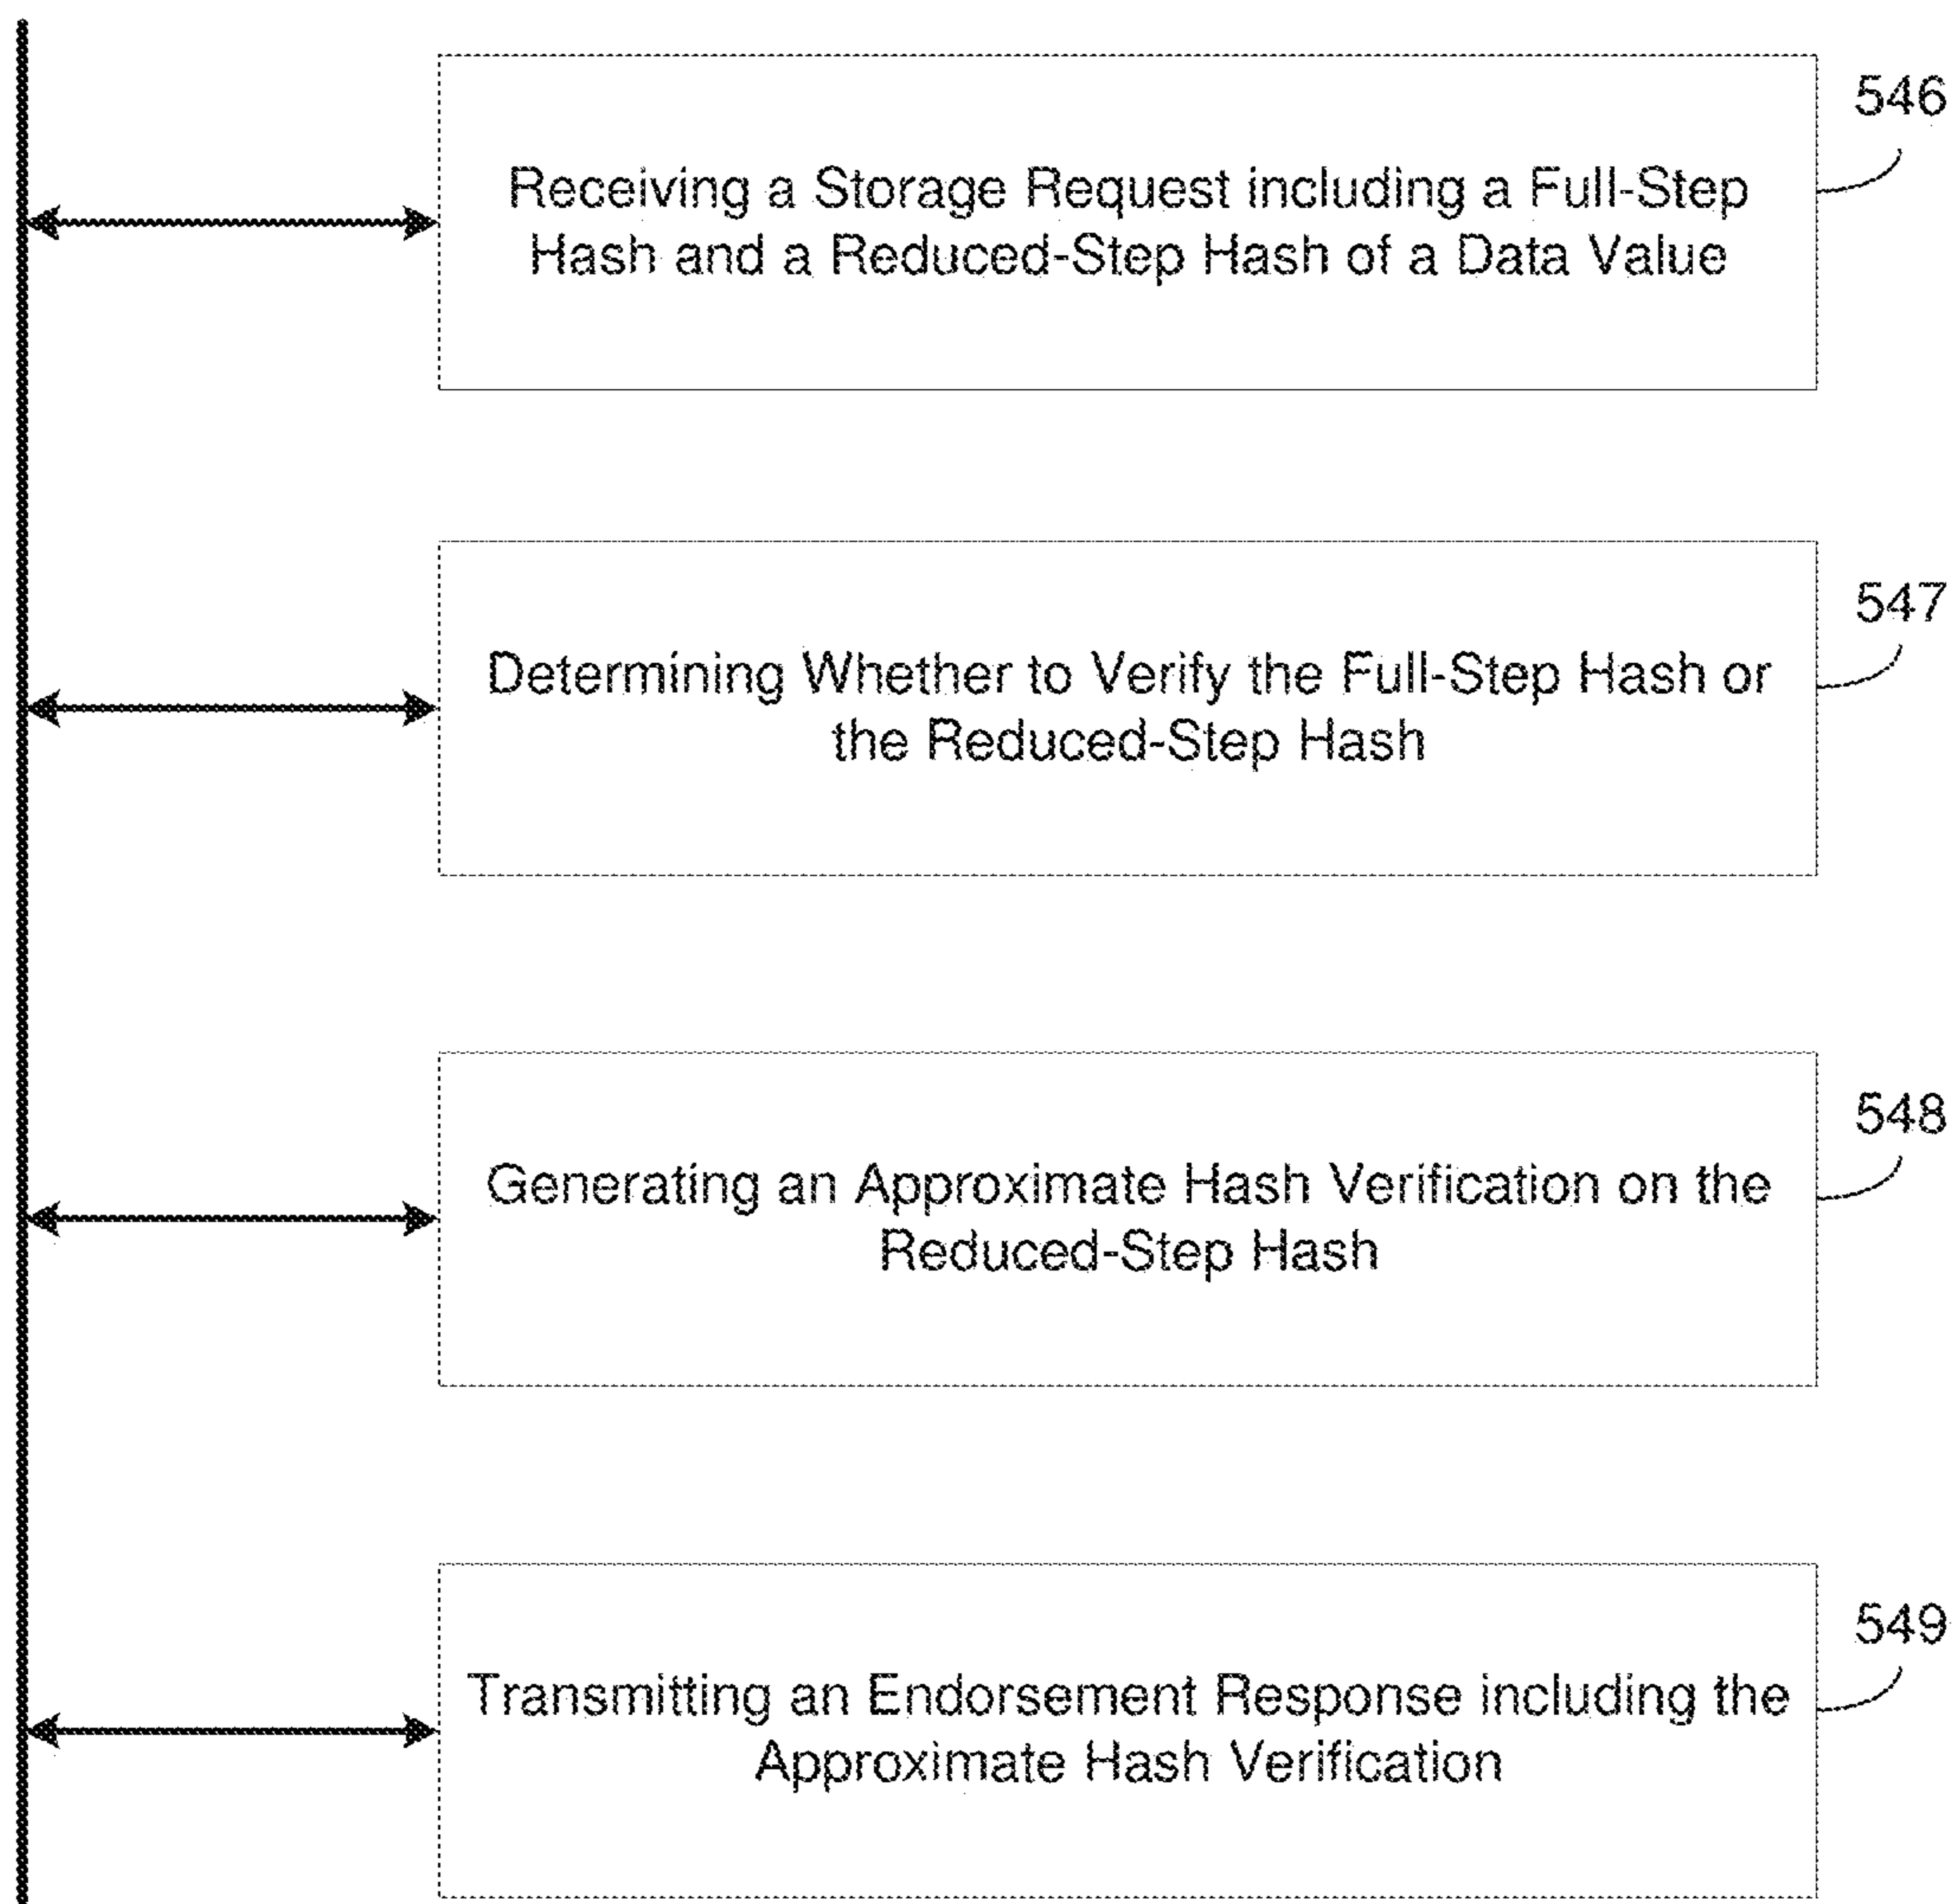 546
Receiving a Storage Request including a Full-Step
Hash and a Reduced-Step Hash of a Data Value
547
Determining Whether to Verify the Full-Step Hash or
the Reduced-Step Hash
548
Generating an Approximate Hash Verification on the
Reduced-Step Hash
549
Transmitting an Endorsement Response including the
Approximate Hash Verification